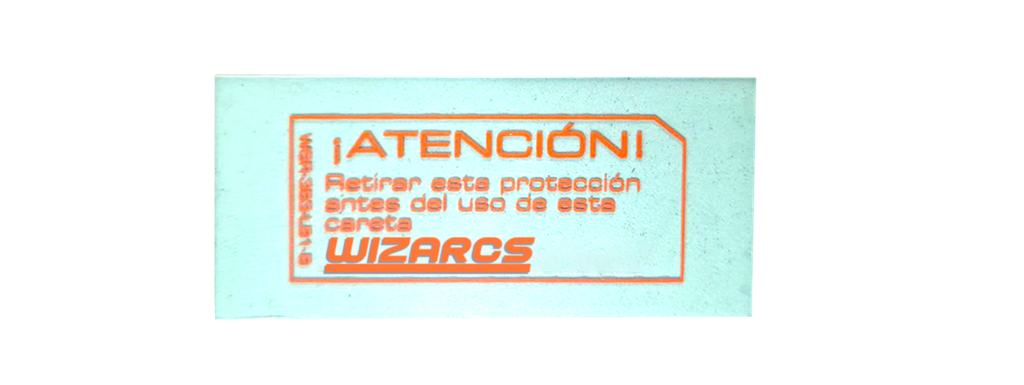 ¡ATENCIÓN!
Retirar esta protección
antes del uso de esta
careta
WIZARCS